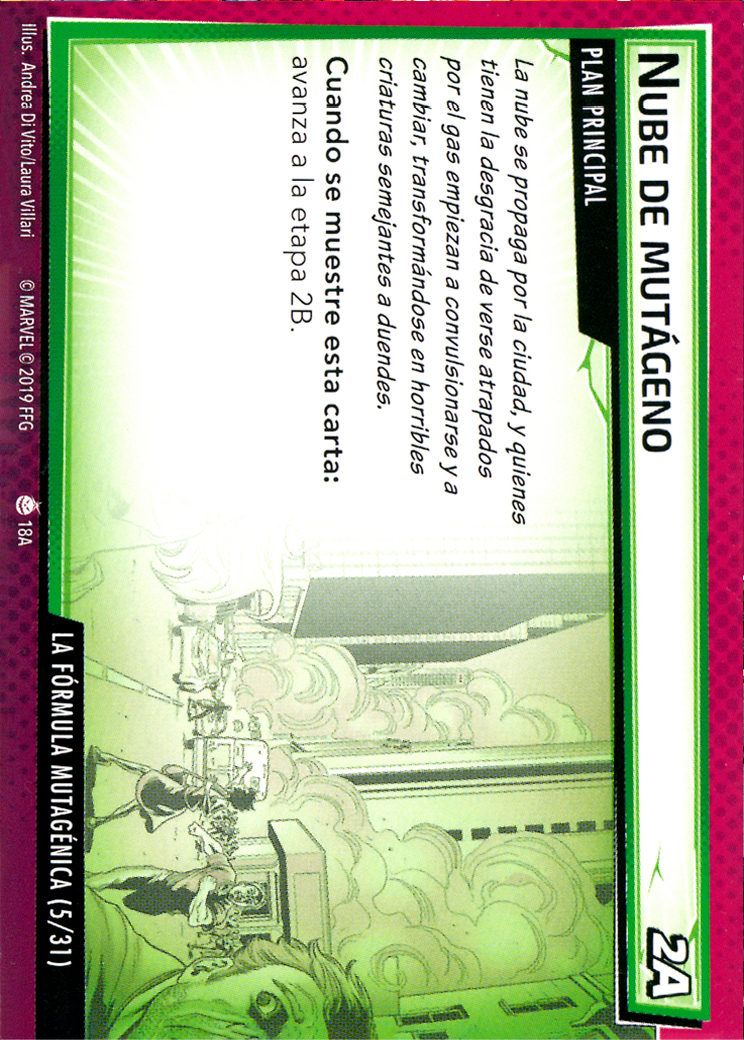 NUBE DE MUTÁGENO
2A
PLAN PRINCIPAL
La nube se propaga por la ciudad, y quienes
tienen la desgracia de verse atrapados
por el gas empiezan a convulsionarse y a
cambiar, transformándose en horribles
criaturas semejantes a duendes.
Cuando se muestre esta carta:
avanza a la etapa 2B.
LA FÓRMULA MUTAGÉNICA (5/31)
Illus. Andrea Di Vito/Laura Villari © MARVEL © 2019 FFG 18A